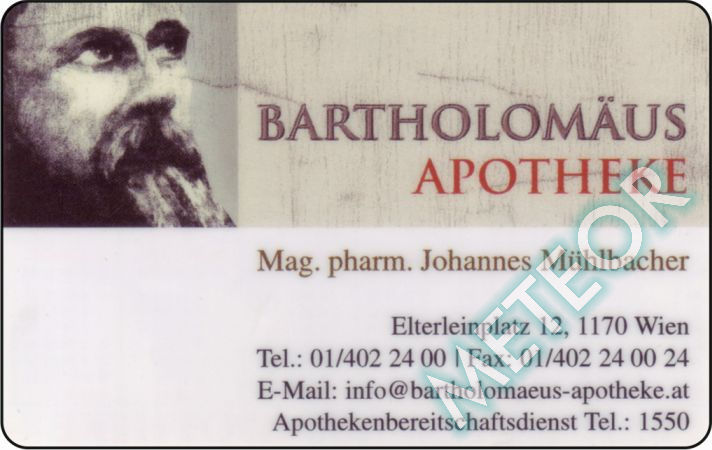 BARTHOLOMÄUS
APOTHEKE
Mag. pharm. Johannes Mühlbacher
Elterleinplatz 12, 1170 Wien
Tel.: 01/402 24 00 | Fax: 01/402 24 00 24
E-Mail: info@bartholomaeus-apotheke.at
Apothekenbereitschaftsdienst Tel.: 1550
METEOR